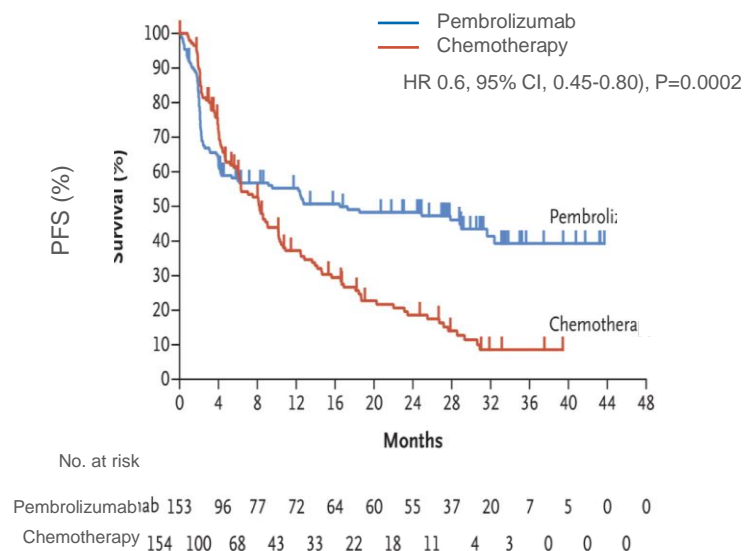 Pembrolizumab
Chemotherapy
HR 0.6, 95% CI, 0.45-0.80), P=0.0002
PFS (%)
Survival (%)
100
90
80
70
60
50
40
30
20
10
0
Pembroliz
Chemothera
0 4 8 12 16 20 24 28 32 36 40 44 48
Months
No. at risk
Pembrolizumab ab 153 96 77 72 64 60 55 37 20 7 5 0 0
Chemotherapy 154 100 68 43 33 22 18 11 4 3 0 0 0